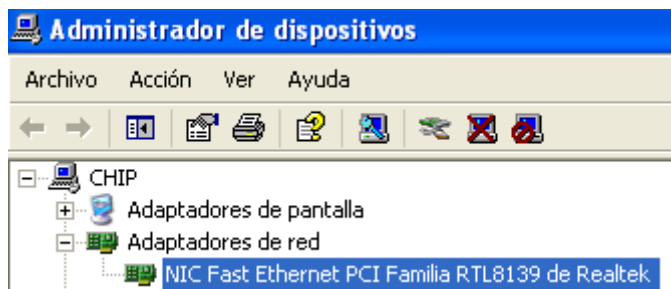 Administrador de dispositivos
Archivo Acción Ver Ayuda
CHIP
Adaptadores de pantalla
Adaptadores de red
NIC Fast Ethernet PCI Familia RTL8139 de Realtek